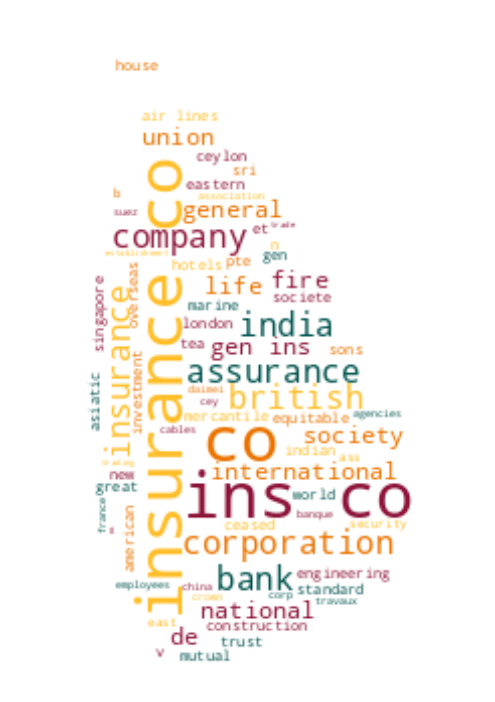 house
air lines
union
ceylon
sri
eastern
b
association
suez
general
company
et
trade
n
gen
establishment
hotels
pte
overseas
singapore
life
fire
societe
marine
insurance
insurance co
london
india
tea
gen ins
sons
investment
assurance
asiatic
daimei
cey
british
mercantile
equitable
agencies
cables
co
society
indian
ass
trading
international
new
great
ins co
world
france
banque
ceased
security
american
corporation
bank
engineering
employees
china
corp
standard
crown
travaux
national
east
construction
de
trust
v
mutual